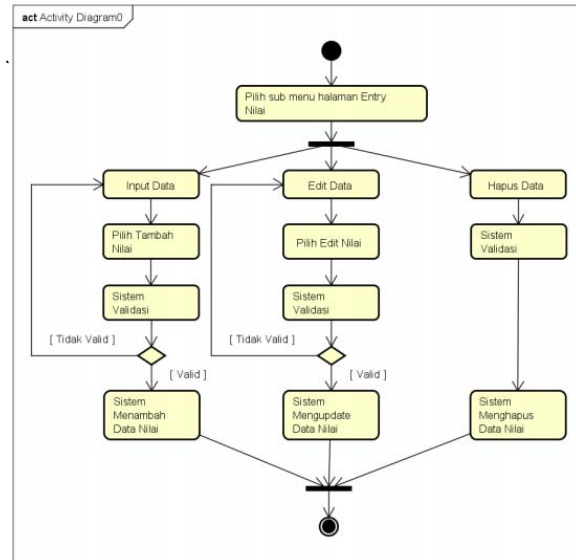 act Activity Diagram0
Pilih sub menu halaman Entry
Nilai
Input Data
Edit Data
Hapus Data
Pilih Tambah
Nilai
Pilih Edit Nilai
Sistem
Validasi
Sistem
Validasi
Sistem
Validasi
[ Tidak Valid ]
[ Tidak Valid ]
[ Valid ]
[ Valid ]
Sistem
Menambah
Data Nilai
Sistem
Mengupdate
Data Nilai
Sistem
Menghapus
Data Nilai